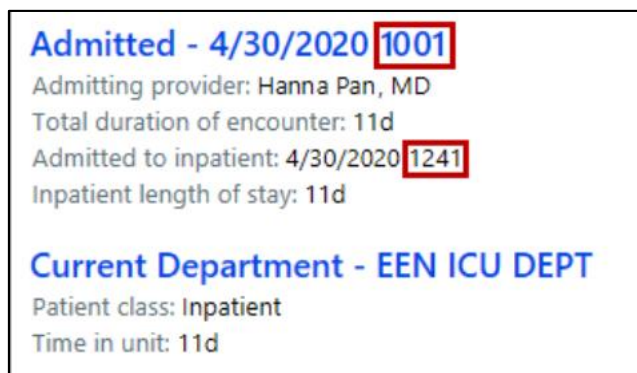 Admitted - 4/30/2020 1001
Admitting provider: Hanna Pan, MD
Total duration of encounter: 11d
Admitted to inpatient: 4/30/2020 1241
Inpatient length of stay: 11d
Current Department - EEN ICU DEPT
Patient class: Inpatient
Time in unit: 11d